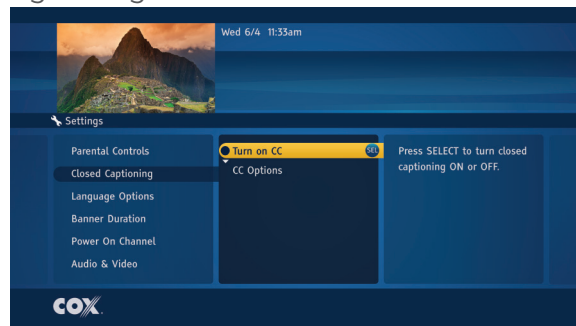 Wed 6/4 11:33am
Settings
Parental Controls
Closed Captioning
Language Options
Banner Duration
Power On Channel
Audio & Video
Turn on CC SEL
CC Options
Press SELECT to turn closed
captioning ON or OFF.
COX.